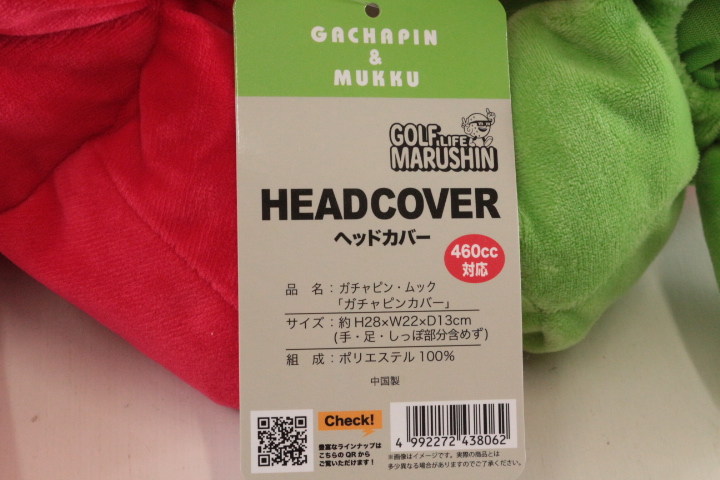 GACHAPIN
&
MUKKU
GOLF LIFE
MARUSHIN
HEADCOVER
ヘッドカバー
460cc
対応
品 名：ガチャピン・ムック
「ガチャピンカバー」
サイズ：約 H28×W22×D13cm
(手・足・しっぽ部分含めず)
組 成：ポリエステル 100%
中国製
Check!
豊富なラインナップは
こちらの QR から
ご覧いただけます！
4 992272 438062
※画像はイメージです。実際の商品とは
多少異なる場合がありますのでご了承ください。